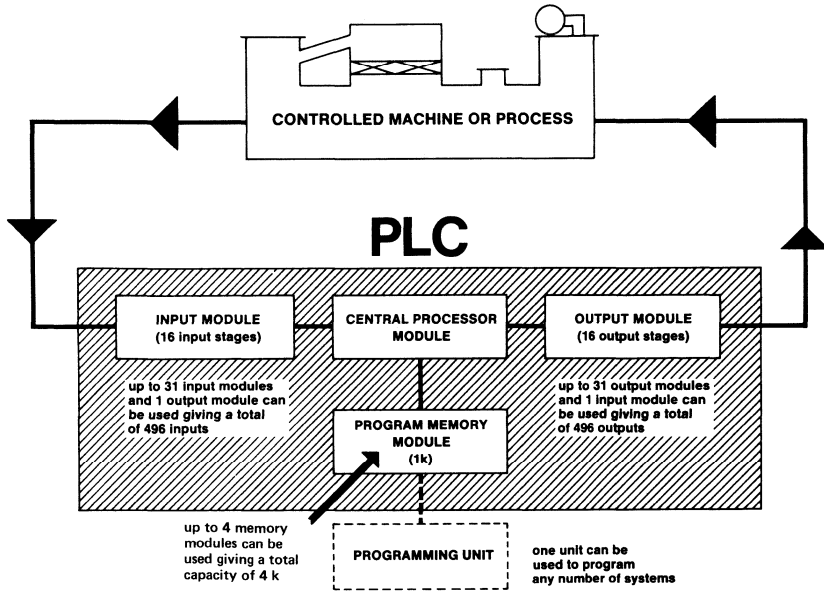 CONTROLLED MACHINE OR PROCESS
PLC
INPUT MODULE
(16 input stages)
CENTRAL PROCESSOR
MODULE
OUTPUT MODULE
(16 output stages)
up to 31 input modules
and 1 output module can
be used giving a total
of 496 inputs
up to 31 output modules
and 1 input module can
be used giving a total
of 496 outputs
PROGRAM MEMORY
MODULE
(1k)
up to 4 memory
modules can be
used giving a total
capacity of 4 k
PROGRAMMING UNIT
one unit can be
used to program
any number of systems